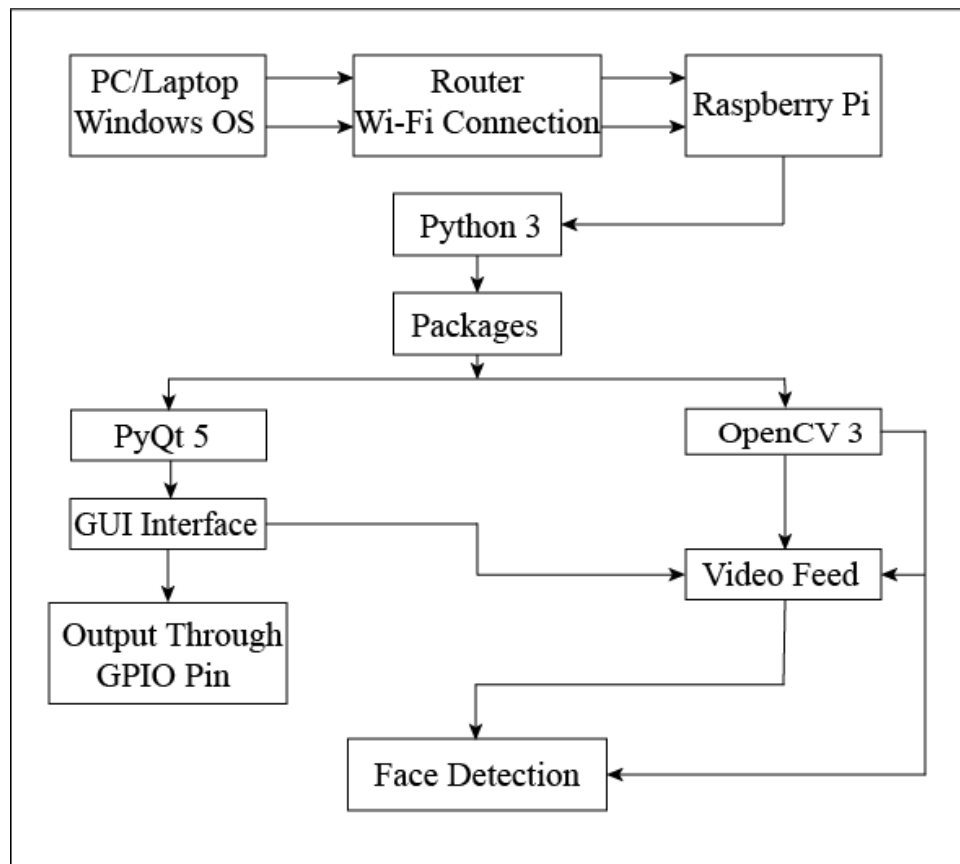 PC/Laptop
Windows OS
Router
Wi-Fi Connection
Raspberry Pi
Python 3
Packages
PyQt 5
OpenCV 3
GUI Interface
Video Feed
Output Through
GPIO Pin
Face Detection